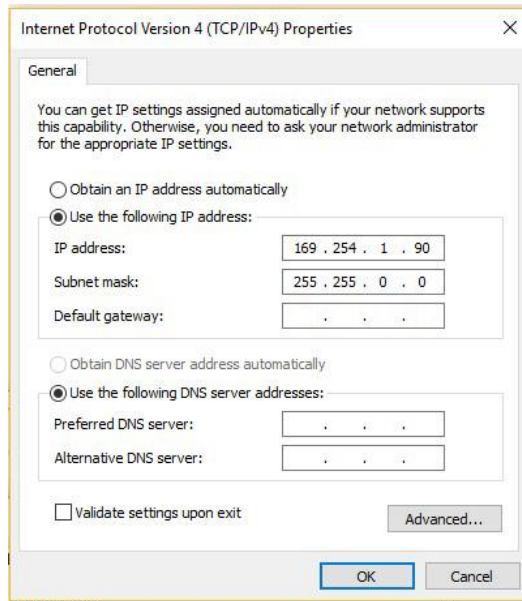 Internet Protocol Version 4 (TCP/IPv4) Properties
General
You can get IP settings assigned automatically if your network supports
this capability. Otherwise, you need to ask your network administrator
for the appropriate IP settings.
Obtain an IP address automatically
Use the following IP address:
IP address: 169 . 254 . 1 . 90
Subnet mask: 255 . 255 . 0 . 0
Default gateway: . . .
Obtain DNS server address automatically
Use the following DNS server addresses:
Preferred DNS server: . . .
Alternative DNS server: . . .
Validate settings upon exit
Advanced...
OK Cancel